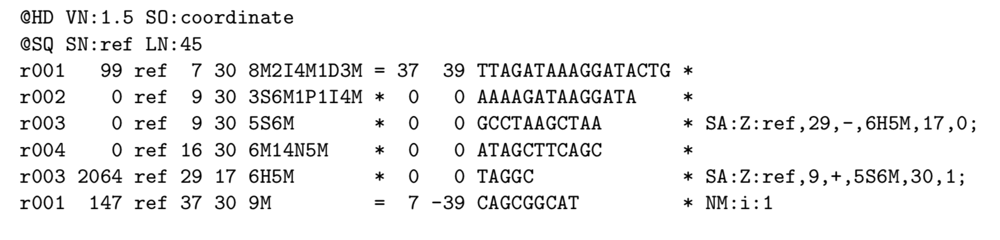 @HD VN:1.5 SO:coordinate
@SQ SN:ref LN:45
r001   99 ref  7 30 8M2I4M1D3M = 37  39 TTAGATAAAGGATACTG *
r002    0 ref  9 30 3S6M1P1I4M *  0   0 AAAAGATAAGGATA    *
r003    0 ref  9 30 5S6M       *  0   0 GCCTAAGCTAA       * SA:Z:ref,29,-,6H5M,17,0;
r004    0 ref 16 30 6M14N5M    *  0   0 ATAGCTTCAGC       *
r003 2064 ref 29 17 6H5M       *  0   0 TAGGC             * SA:Z:ref,9,+,5S6M,30,1;
r001  147 ref 37 30 9M         =  7 -39 CAGCGGCAT         * NM:i:1